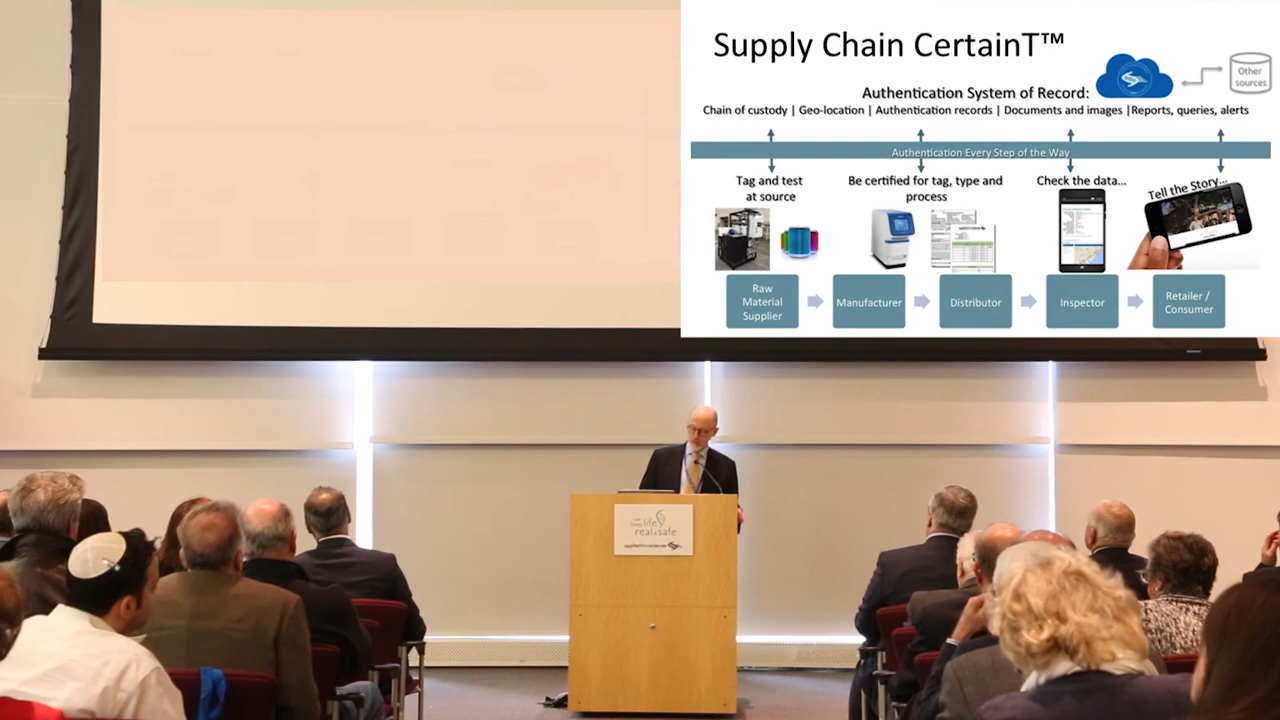 Supply Chain CertainT™
Authentication System of Record:
Other
sources
Chain of custody | Geo-location | Authentication records | Documents and images |Reports, queries, alerts
Authentication Every Step of the Way
Tag and test
at source
Be certified for tag, type and
process
Check the data...
Tell the Story...
Raw
Material
Supplier
Manufacturer
Distributor
Inspector
Retailer /
Consumer
life
real & safe
applied dna sciences